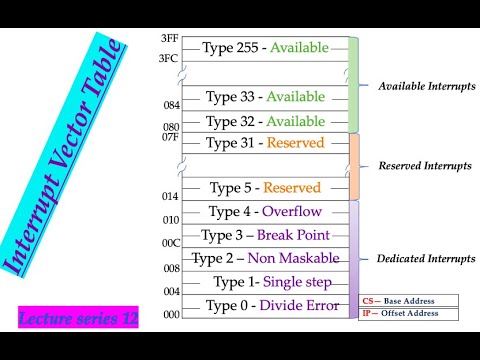 Interrupt Vector Table
Lecture series 12
3FF
Type 255 - Available
3FC
Available Interrupts
Type 33 - Available
084
Type 32 - Available
080
07F
Type 31 - Reserved
Reserved Interrupts
Type 5 - Reserved
014
Type 4 - Overflow
010
Type 3 – Break Point
00C
Type 2 – Non Maskable
Dedicated Interrupts
008
Type 1- Single step
004
Type 0 - Divide Error
000
CS— Base Address
IP— Offset Address